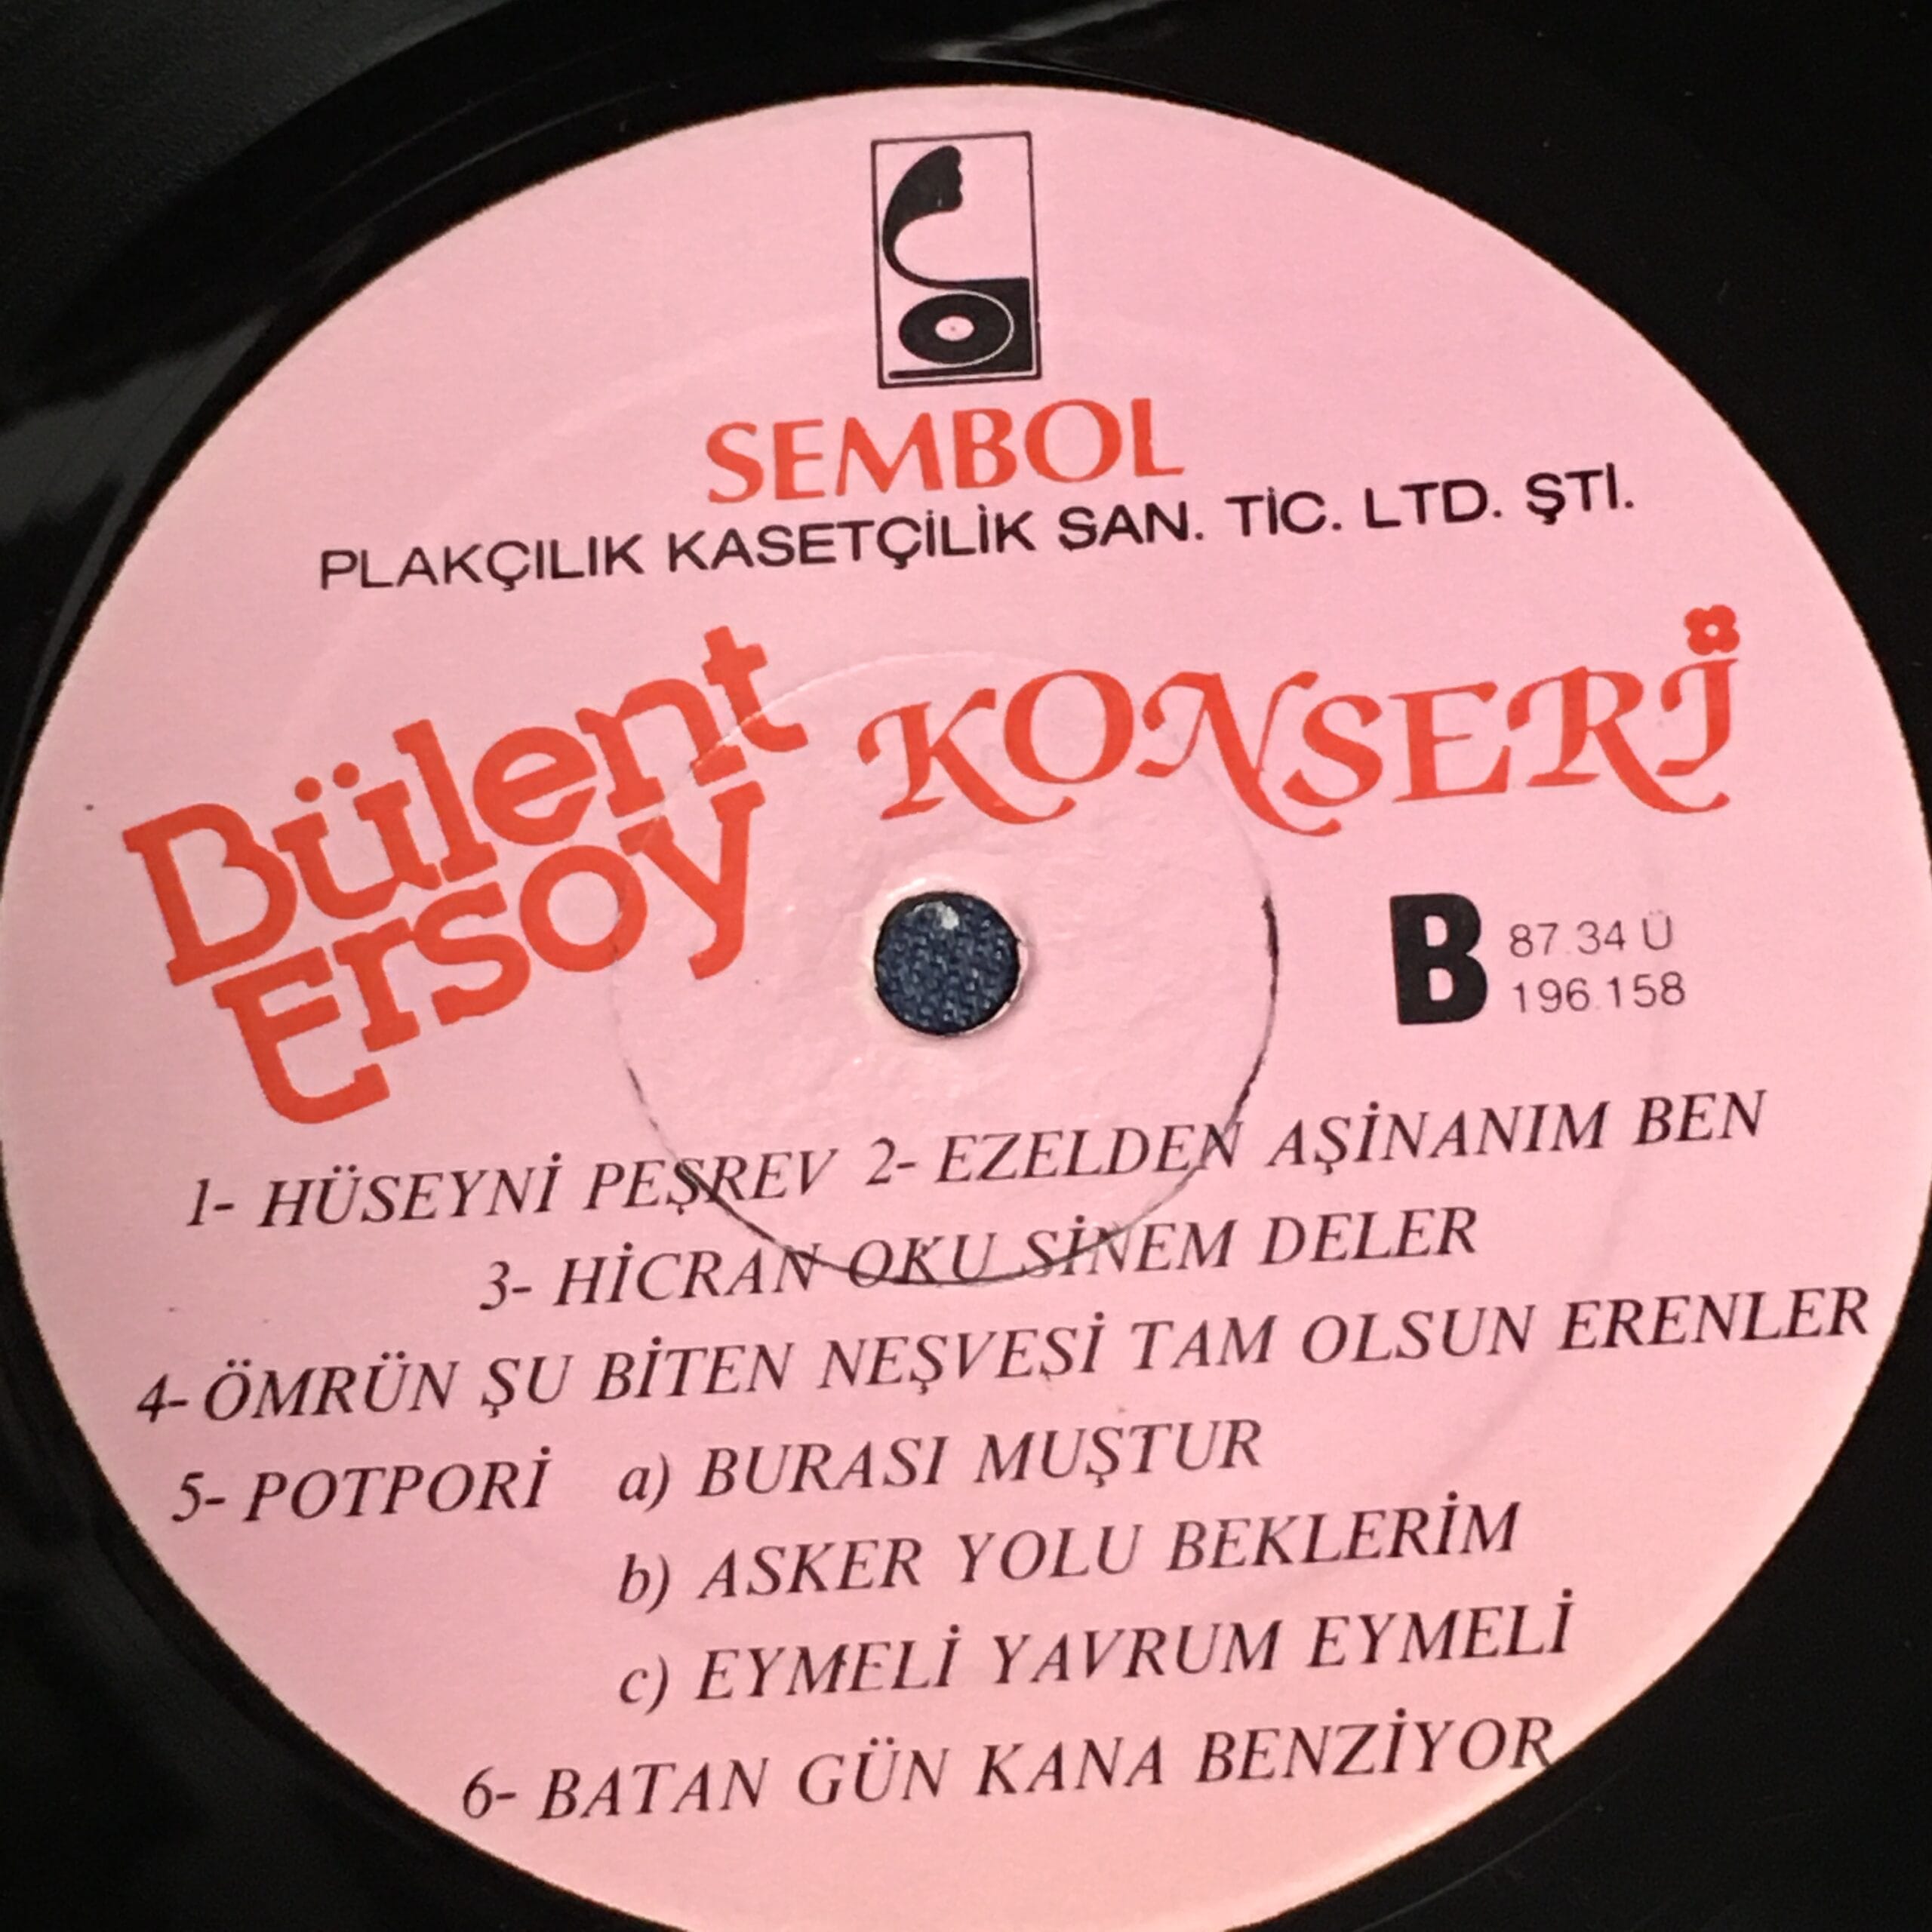 SEMBOL
PLAKÇILIK KASETÇİLİK SAN. TİC. LTD. ŞTİ.
Bülent
Ersoy
KONSERİ
B
87.34 Ü
196.158
1- HÜSEYNİ PEŞREV 2- EZELDEN AŞİNANIM BEN
3- HİCRAN OKU SİNEM DELER
4- ÖMRÜN ŞU BİTEN NEŞVESİ TAM OLSUN ERENLER
5- POTPORİ a) BURASI MUŞTUR
b) ASKER YOLU BEKLERİM
c) EYMELİ YAVRUM EYMELİ
6- BATAN GÜN KANA BENZİYOR